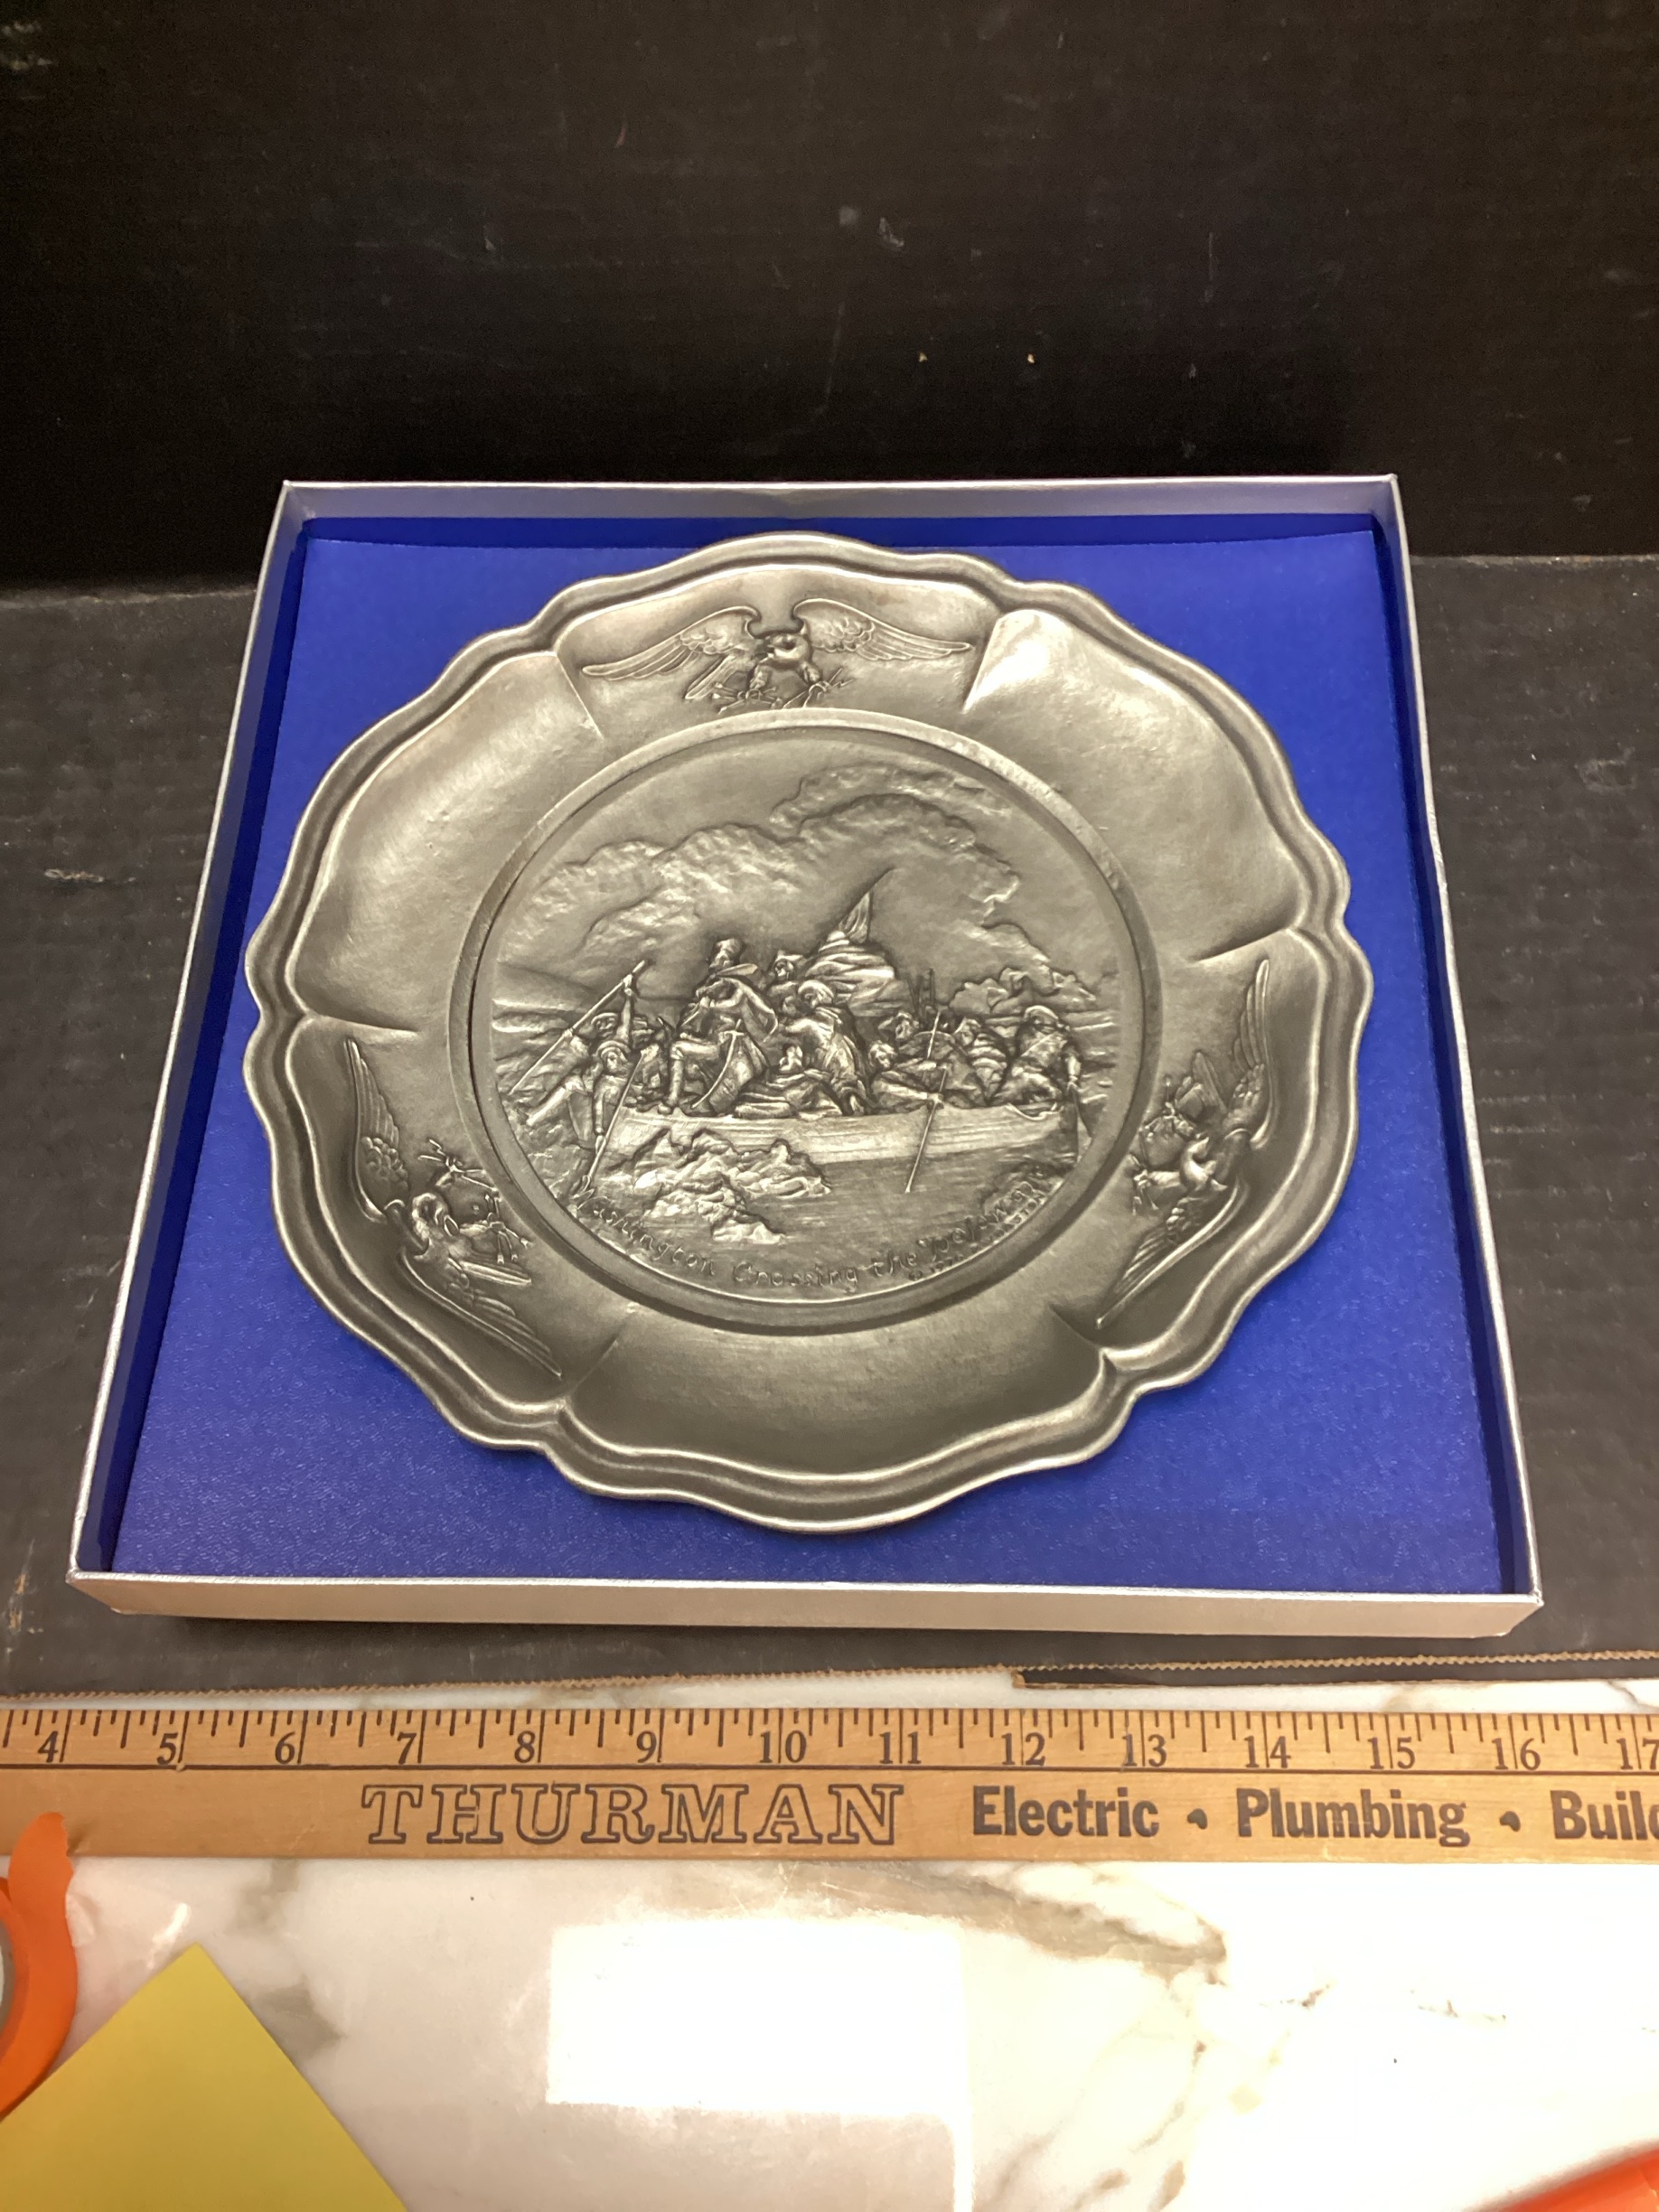 Washington Crossing the Delaware
4 5 6 7 8 9 10 11 12 13 14 15 16 17
THURMAN Electric • Plumbing • Build